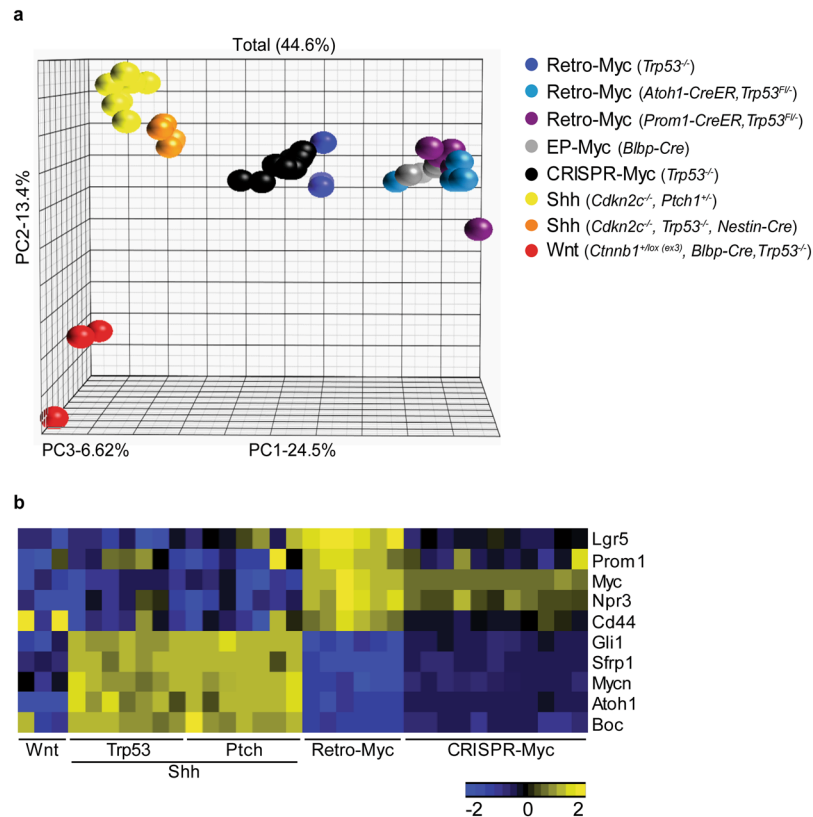 a
Total (44.6%)
PC2-13.4%
PC3-6.62%
PC1-24.5%
Retro-Myc (Trp53-/-)
Retro-Myc (Atoh1-CreER,Trp53Fl/-)
Retro-Myc (Prom1-CreER,Trp53Fl/-)
EP-Myc (Blbp-Cre)
CRISPR-Myc (Trp53-/-)
Shh (Cdkn2c-/-, Ptch1+/-)
Shh (Cdkn2c-/-, Trp53-/-, Nestin-Cre)
Wnt (Ctnnb1+/lox (ex3), Blbp-Cre,Trp53-/-)
b
Lgr5
Prom1
Myc
Npr3
Cd44
Gli1
Sfrp1
Mycn
Atoh1
Boc
Wnt Trp53 Ptch Retro-Myc CRISPR-Myc
Shh
-2 0 2